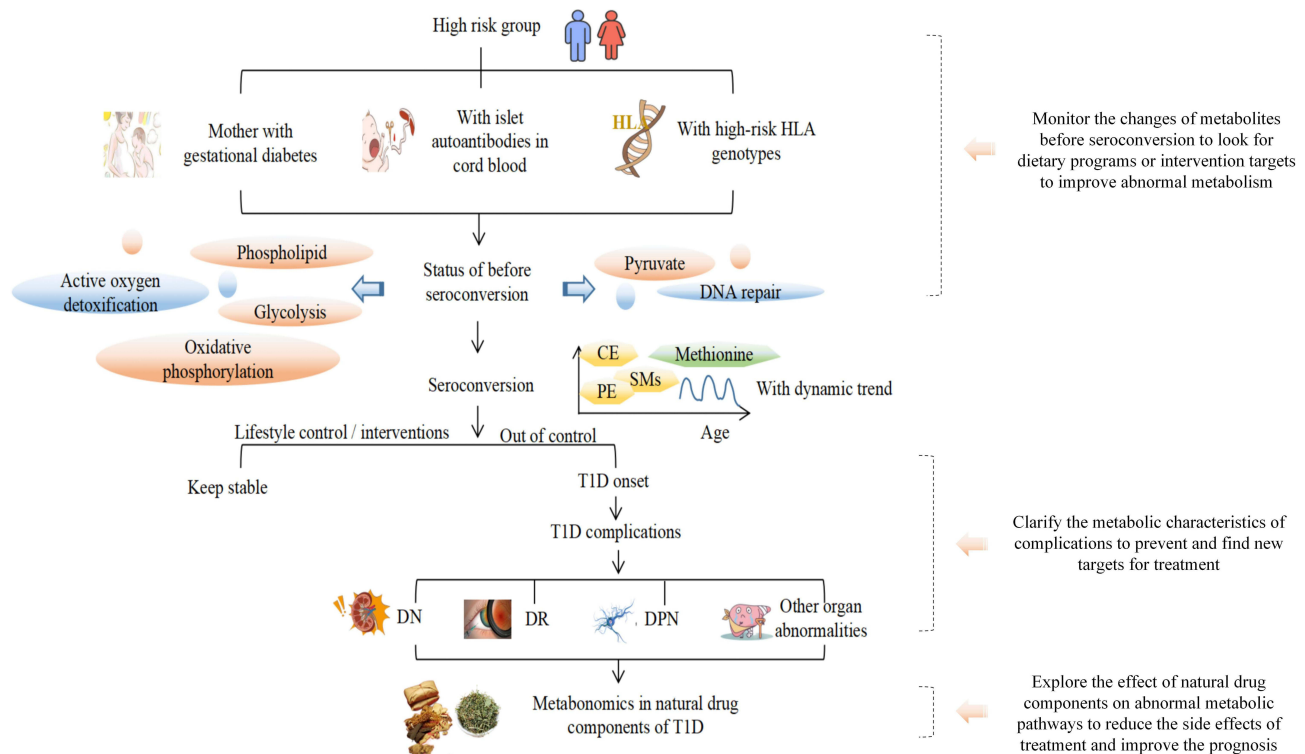 High risk group
Mother with
gestational diabetes
With islet
autoantibodies in
cord blood
HLA
With high-risk HLA
genotypes
Monitor the changes of metabolites
before seroconversion to look for
dietary programs or intervention targets
to improve abnormal metabolism
Phospholipid
Active oxygen
detoxification
Glycolysis
Oxidative
phosphorylation
Status of before
seroconversion
Pyruvate
DNA repair
Seroconversion
CE
Methionine
SMs
PE
With dynamic trend
Age
Lifestyle control / interventions
Out of control
Keep stable
T1D onset
T1D complications
Clarify the metabolic characteristics of
complications to prevent and find new
targets for treatment
DN
DR
DPN
Other organ
abnormalities
Metabonomics in natural drug
components of T1D
Explore the effect of natural drug
components on abnormal metabolic
pathways to reduce the side effects of
treatment and improve the prognosis